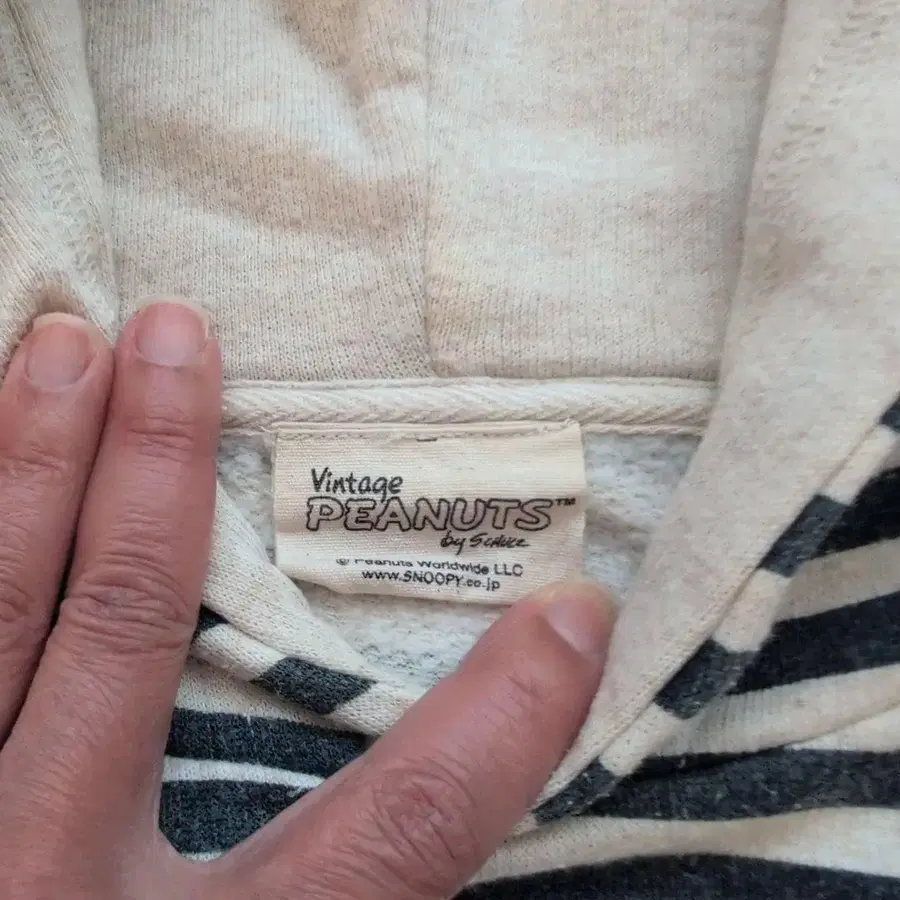 Vintage
PEANUTS™
by SCHULZ
© Peanuts Worldwide LLC
www.SNOOPY.co.jp